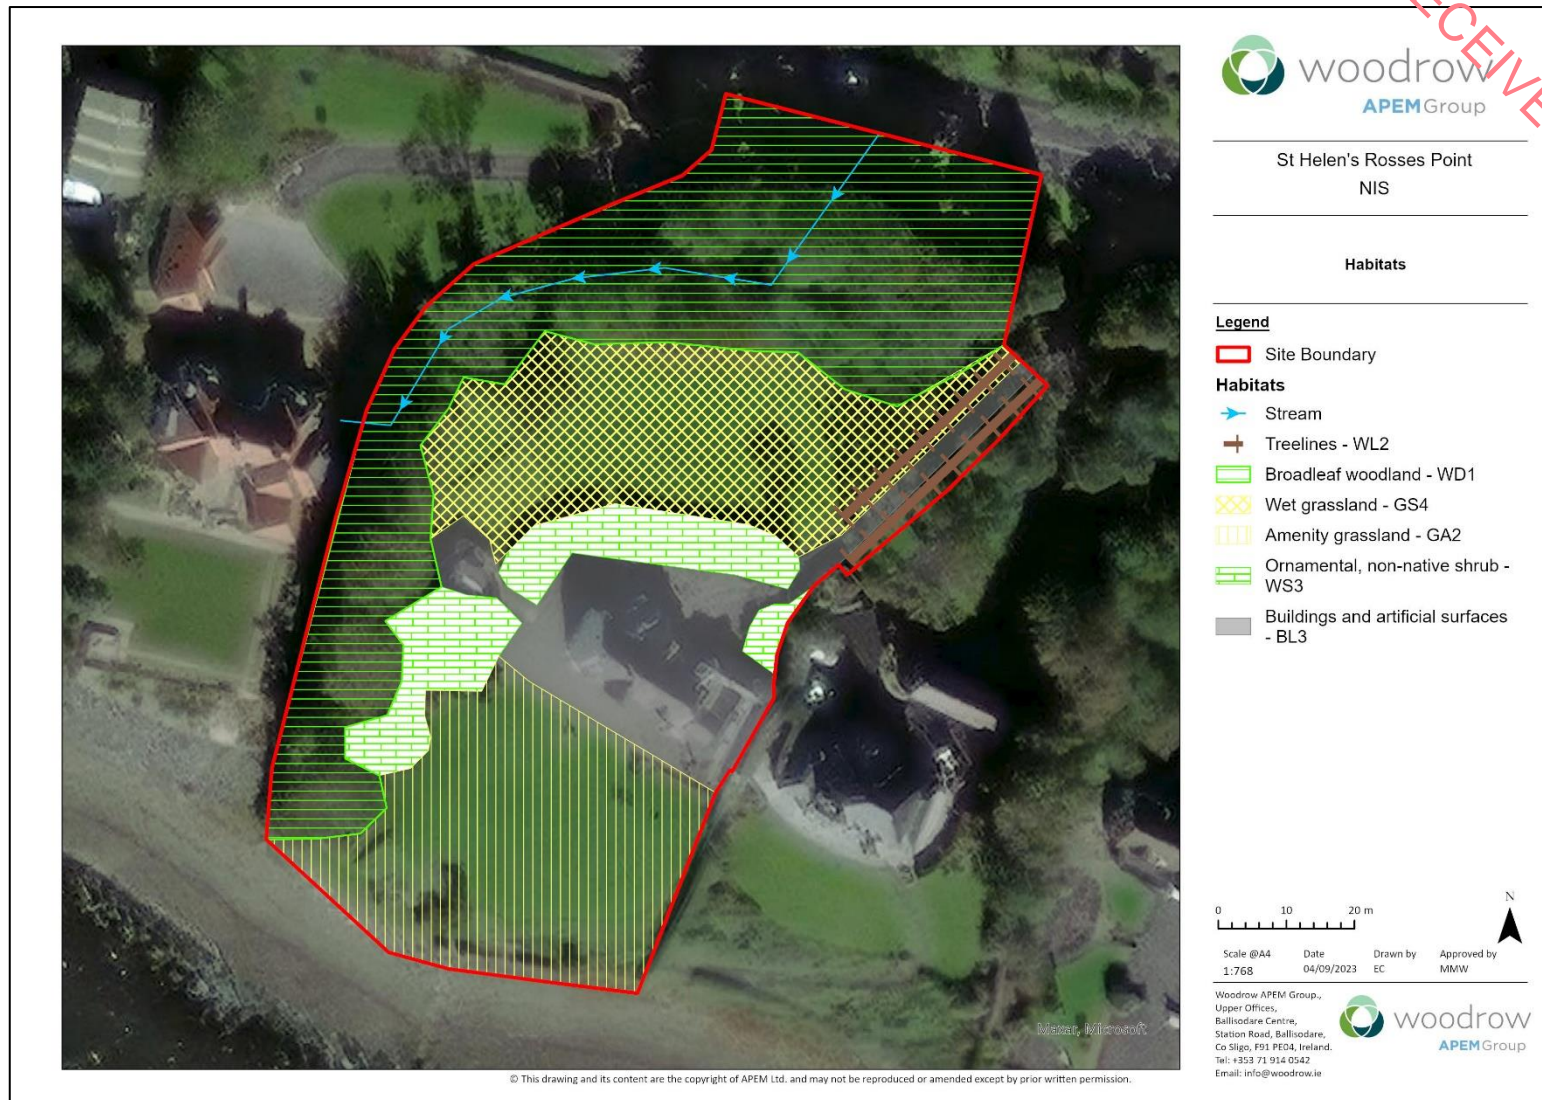 CEIVE
woodrow
APEMGroup
St Helen's Rosses Point
NIS
Habitats
Legend
Site Boundary
Habitats
Stream
Treelines - WL2
Broadleaf woodland - WD1
Wet grassland - GS4
Amenity grassland - GA2
Ornamental, non-native shrub -
WS3
Buildings and artificial surfaces
- BL3
N
0 10 20 m
Scale @A4 Date Drawn by Approved by
1:768 04/09/2023 EC MMW
Woodrow APEM Group.,
Upper Offices,
Ballisodare Centre,
Station Road, Ballisodare,
Co Sligo, F91 PE04, Ireland.
Tel: +353 71 914 0542
Email: info@woodrow.ie
woodrow
APEMGroup
Maxar, Microsoft
© This drawing and its content are the copyright of APEM Ltd. and may not be reproduced or amended except by prior written permission.